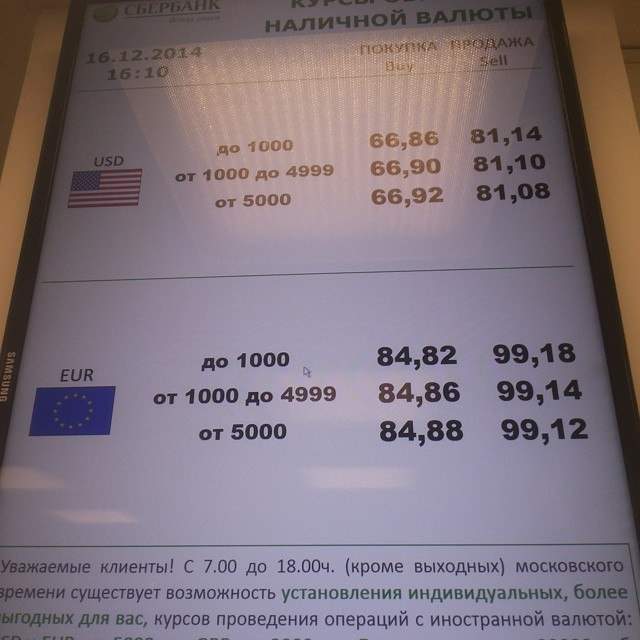 СБЕРБАНК
НАЛИЧНОЙ ВАЛЮТЫ
16.12.2014 ПОКУПКА ПРОДАЖА
16:10 Buy Sell
до 1000 66,86 81,14
USD от 1000 до 4999 66,90 81,10
от 5000 66,92 81,08
до 1000 84,82 99,18
EUR от 1000 до 4999 84,86 99,14
от 5000 84,88 99,12
SAMSUNG
Уважаемые клиенты! С 7.00 до 18.00ч. (кроме выходных) московского
времени существует возможность установления индивидуальных, более
выгодных для вас, курсов проведения операций с иностранной валютой: